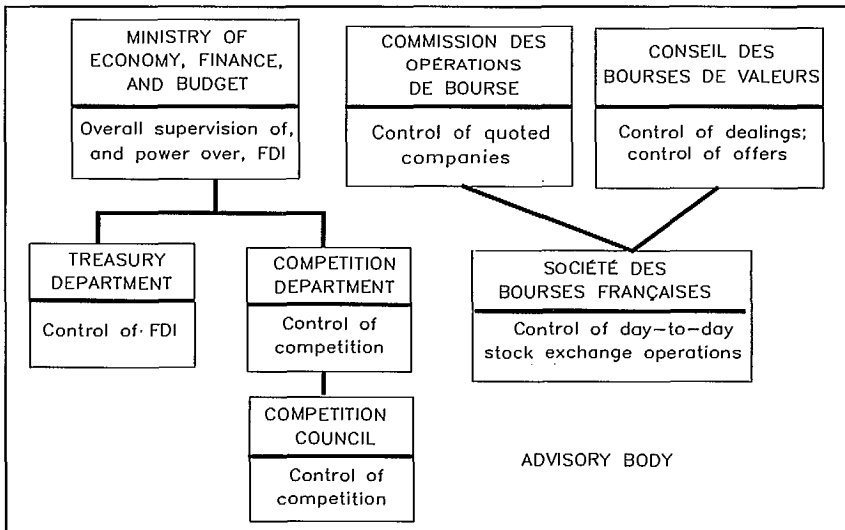 MINISTRY OF
ECONOMY, FINANCE,
AND BUDGET
Overall supervision of,
and power over, FDI
COMMISSION DES
OPÉRATIONS
DE BOURSE
Control of quoted
companies
CONSEIL DES
BOURSES DE VALEURS
Control of dealings;
control of offers
TREASURY
DEPARTMENT
Control of FDI
COMPETITION
DEPARTMENT
Control of
competition
SOCIÉTÉ DES
BOURSES FRANÇAISES
Control of day-to-day
stock exchange operations
COMPETITION
COUNCIL
Control of
competition
ADVISORY BODY